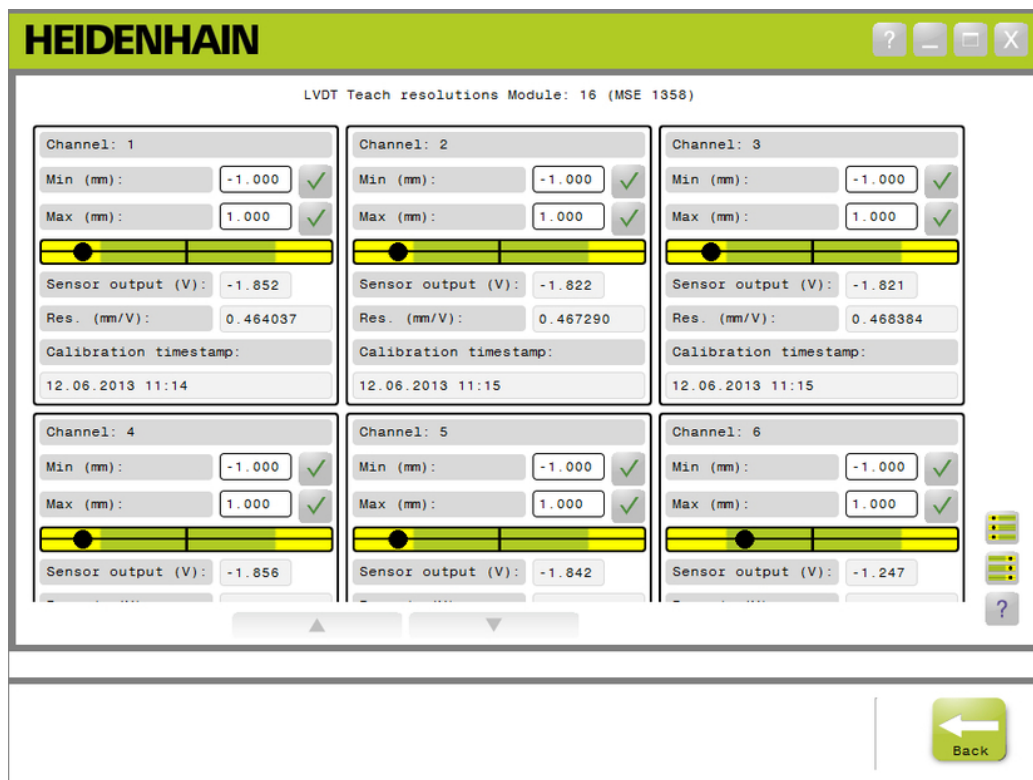 HEIDENHAIN
? _ X
LVDT Teach resolutions Module: 16 (MSE 1358)
Channel: 1
Min (mm): -1.000
Max (mm): 1.000
Sensor output (V): -1.852
Res. (mm/V): 0.464037
Calibration timestamp:
12.06.2013 11:14
Channel: 2
Min (mm): -1.000
Max (mm): 1.000
Sensor output (V): -1.822
Res. (mm/V): 0.467290
Calibration timestamp:
12.06.2013 11:15
Channel: 3
Min (mm): -1.000
Max (mm): 1.000
Sensor output (V): -1.821
Res. (mm/V): 0.468384
Calibration timestamp:
12.06.2013 11:15
Channel: 4
Min (mm): -1.000
Max (mm): 1.000
Sensor output (V): -1.856
Channel: 5
Min (mm): -1.000
Max (mm): 1.000
Sensor output (V): -1.842
Channel: 6
Min (mm): -1.000
Max (mm): 1.000
Sensor output (V): -1.247
?
Back